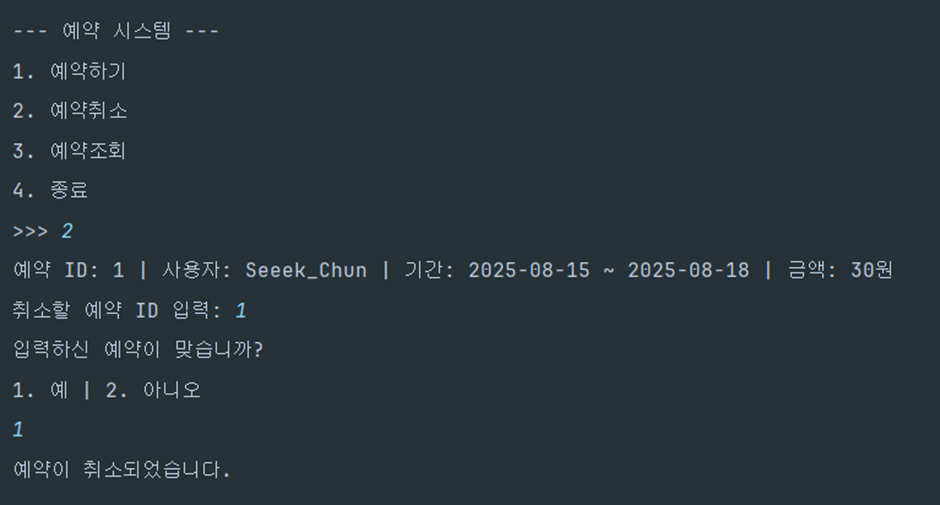 --- 예약 시스템 ---
1. 예약하기
2. 예약취소
3. 예약조회
4. 종료
>>> 2
예약 ID: 1 | 사용자: Seeek_Chun | 기간: 2025-08-15 ~ 2025-08-18 | 금액: 30원
취소할 예약 ID 입력: 1
입력하신 예약이 맞습니까?
1. 예 | 2. 아니오
1
예약이 취소되었습니다.